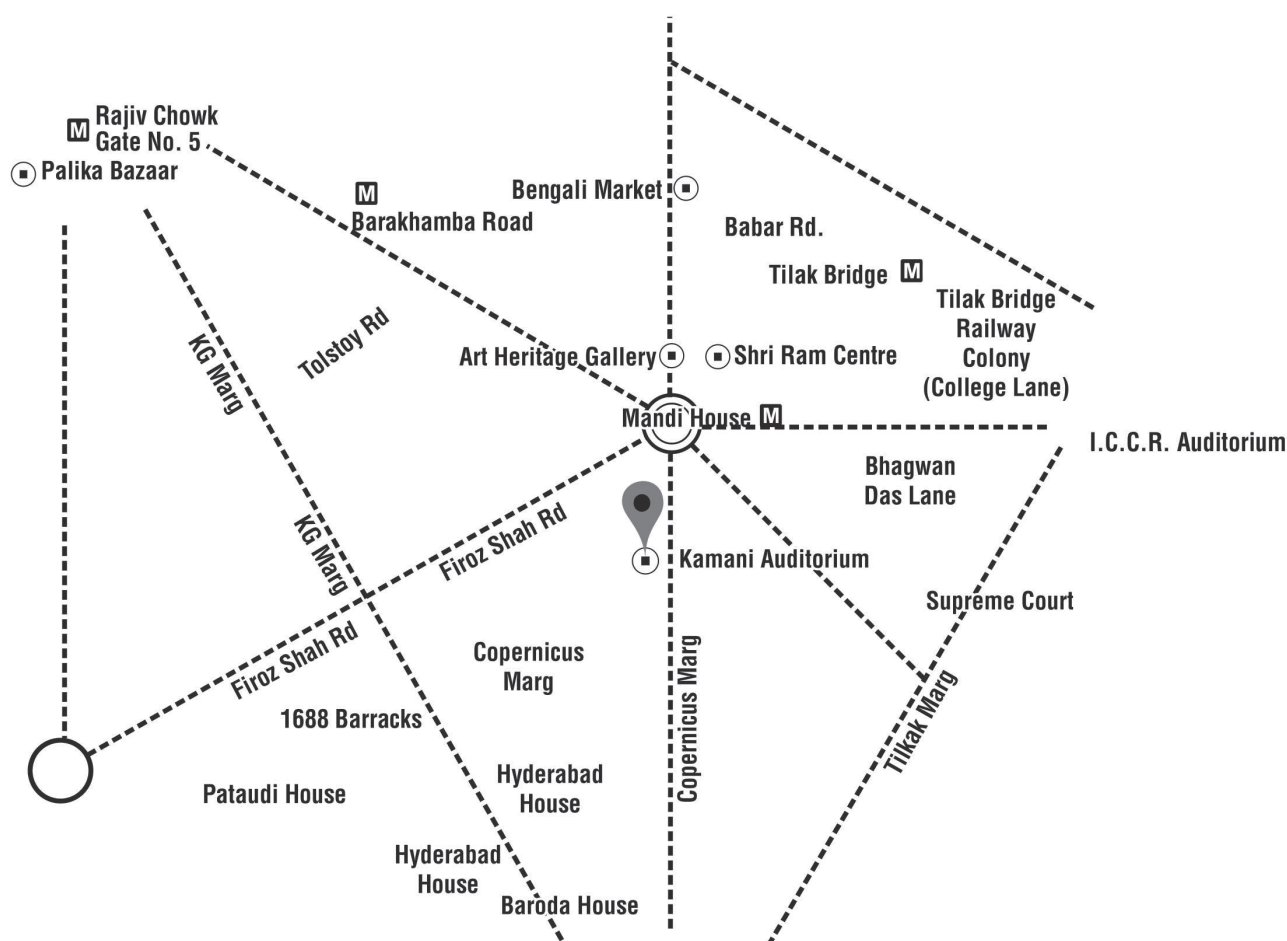 M
Rajiv Chowk
Gate No. 5
Palika Bazaar
M
Barakhamba Road
Bengali Market
Babar Rd.
Tilak Bridge M
Tilak Bridge
Railway
Colony
(College Lane)
KG Marg
Tolstoy Rd
Art Heritage Gallery
Shri Ram Centre
Mandi House M
I.C.C.R. Auditorium
Bhagwan
Das Lane
KG Marg
Firoz Shah Rd
Kamani Auditorium
Supreme Court
Firoz Shah Rd
Copernicus
Marg
Copernicus Marg
Tilkak Marg
1688 Barracks
Pataudi House
Hyderabad
House
Hyderabad
House
Baroda House